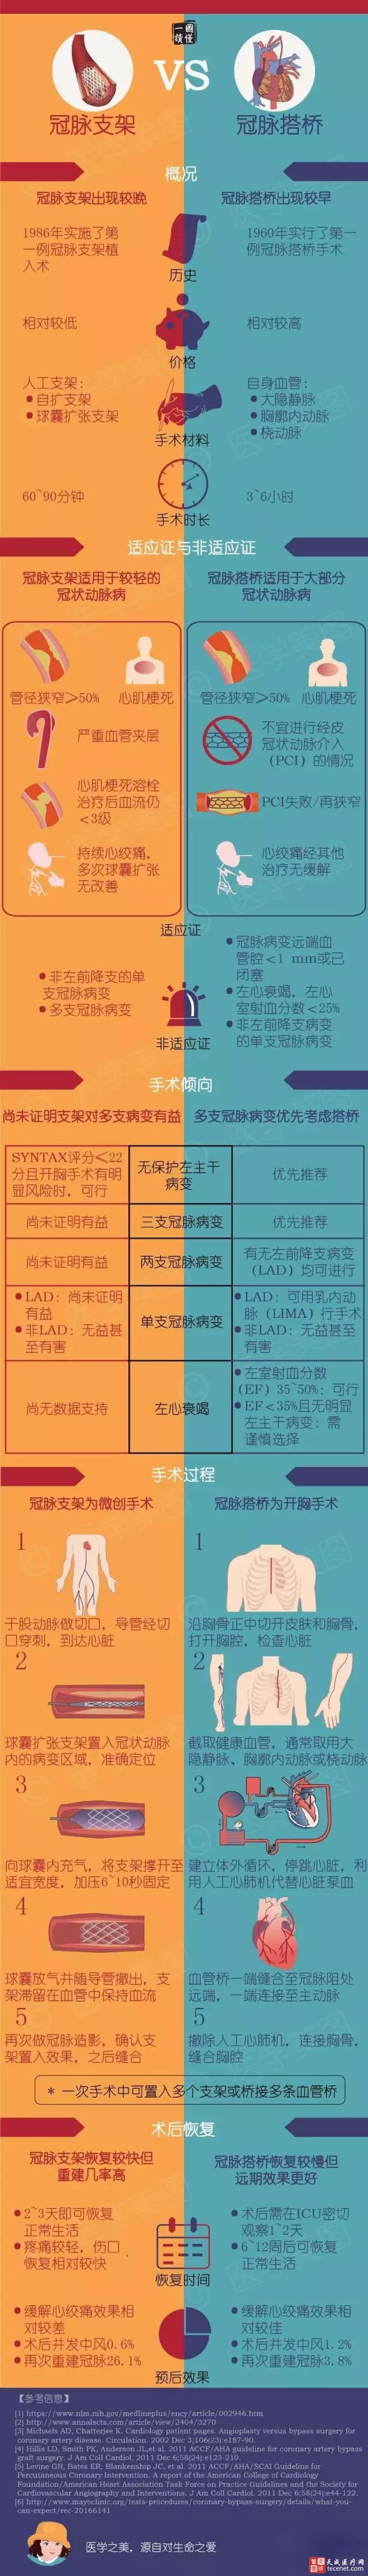 一图
读懂
VS
冠脉支架
冠脉搭桥
概况
冠脉支架出现较晚
冠脉搭桥出现较早
1986年实施了第
一例冠脉支架植
入术
1960年实行了第一
例冠脉搭桥手术
历史
相对较低
相对较高
价格
人工支架：
● 自扩支架
● 球囊扩张支架
自身血管：
● 大隐静脉
● 胸廓内动脉
● 桡动脉
手术材料
60~90分钟
3~6小时
手术时长
适应证与非适应证
冠脉支架适用于较轻的
冠状动脉病
冠脉搭桥适用于大部分
冠状动脉病
管径狭窄≥50%
心肌梗死
严重血管夹层
心肌梗死溶栓
治疗后血流仍
<3级
持续心绞痛，
多次球囊扩张
无改善
管径狭窄≥50%
心肌梗死
不宜进行经皮
冠状动脉介入
（PCI）的情况
PCI失败/再狭窄
心绞痛经其他
治疗无缓解
适应证
● 非左前降支的单
支冠脉病变
● 多支冠脉病变
● 冠脉病变远端血
管腔<1 mm或已
闭塞
● 左心衰竭，左心
室射血分数<25%
● 非左前降支病变
的单支冠脉病变
非适应证
手术倾向
尚未证明支架对多支病变有益
多支冠脉病变优先考虑搭桥
SYNTAX评分≤22
分且开胸手术有明
显风险时，可行
无保护左主干
病变
优先推荐
尚未证明有益
三支冠脉病变
优先推荐
尚未证明有益
两支冠脉病变
有无左前降支病变
（LAD）均可进行
● LAD：尚未证明
有益
● 非LAD：无益甚
至有害
单支冠脉病变
● LAD：可用乳内动
脉（LIMA）行手术
● 非LAD：无益甚至
有害
尚无数据支持
左心衰竭
● 左室射血分数
（EF）35~50%：可行
● EF<35%且无明显
左主干病变：需
谨慎选择
手术过程
冠脉支架为微创手术
冠脉搭桥为开胸手术
1
于股动脉做切口，导管经切
口穿刺，到达心脏
1
沿胸骨正中切开皮肤和胸骨，
打开胸腔，检查心脏
2
球囊扩张支架置入冠状动脉
内的病变区域，准确定位
2
截取健康血管，通常取用大
隐静脉、胸廓内动脉或桡动脉
3
向球囊内充气，将支架撑开至
适宜宽度，加压6~10秒固定
3
建立体外循环，停跳心脏，利
用人工心肺机代替心脏泵血
4
球囊放气并随导管撤出，支
架滞留在血管中保持血流
4
血管桥一端缝合至冠脉阻处
远端，一端连接至主动脉
5
再次做冠脉造影，确认支
架置入效果，之后缝合
5
撤除人工心肺机，连接胸骨，
缝合胸腔
* 一次手术中可置入多个支架或桥接多条血管桥
术后恢复
冠脉支架恢复较快但
重建几率高
冠脉搭桥恢复较慢但
远期效果更好
● 2~3天即可恢复
正常生活
● 疼痛较轻，伤口
恢复相对较快
● 术后需在ICU密切
观察1~2天
● 6~12周后可恢复
正常生活
恢复时间
● 缓解心绞痛效果相
对较差
● 术后并发中风0.6%
● 再次重建冠脉26.1%
● 缓解心绞痛效果相
对较佳
● 术后并发中风1.2%
● 再次重建冠脉3.8%
预后效果
【参考信息】
[1] https://www.nlm.nih.gov/medlineplus/ency/article/002946.htm
[2] http://www.annalscts.com/article/view/2404/3270
[3] Michaels AD, Chatterjee K. Cardiology patient pages. Angioplasty versus bypass surgery for
coronary artery disease. Circulation. 2002 Dec 3;106(23):e187-90.
[4] Hillis LD, Smith PK, Anderson JL,et al. 2011 ACCF/AHA guideline for coronary artery bypass
graft surgery. J Am Coll Cardiol. 2011 Dec 6;58(24):e123-210.
[5] Levine GN, Bates ER, Blankenship JC, et al. 2011 ACCF/AHA/SCAI Guideline for
Percutaneous Coronary Intervention. A report of the American College of Cardiology
Foundation/American Heart Association Task Force on Practice Guidelines and the Society for
Cardiovascular Angiography and Interventions. J Am Coll Cardiol. 2011 Dec 6;58(24):e44-122.
[6] http://www.mayoclinic.org/tests-procedures/coronary-bypass-surgery/details/what-you-
can-expect/rec-20166141
医学之美，源自对生命之爱
天成医疗网
tecenet.com